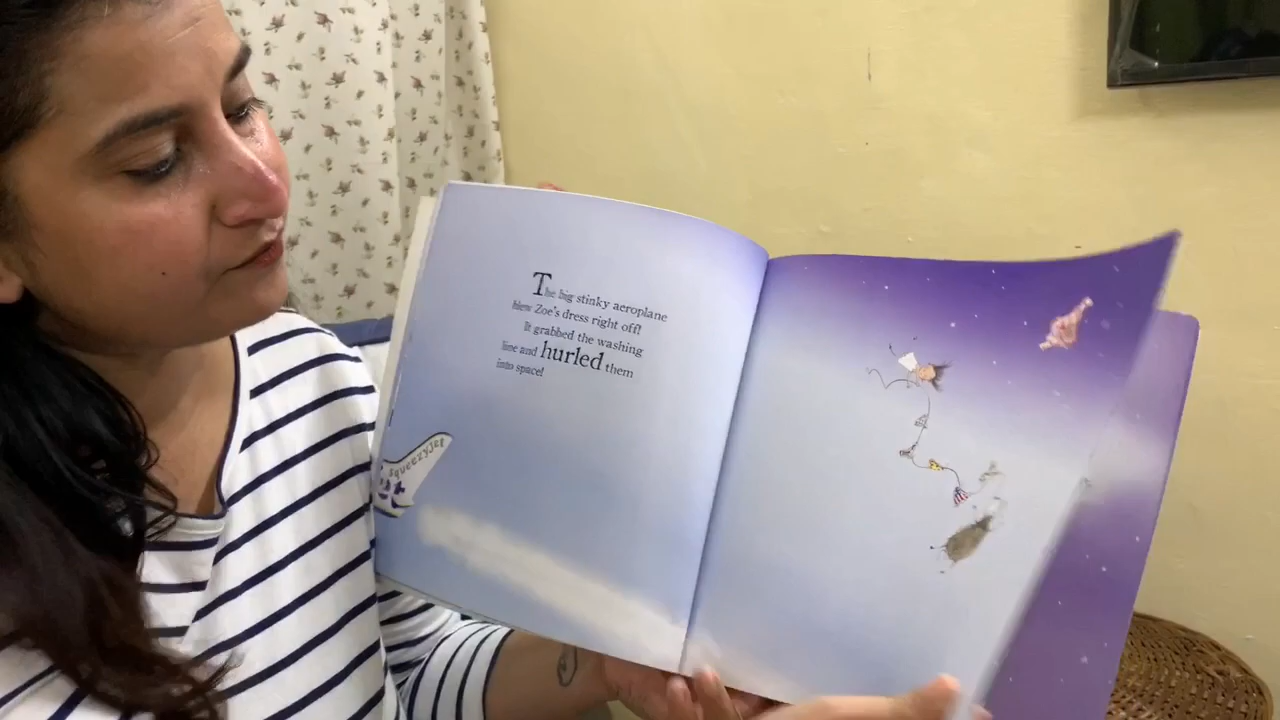 The big stinky aeroplane
blew Zoe's dress right off!
It grabbed the washing
line and hurled them
into space!
squeezyJet